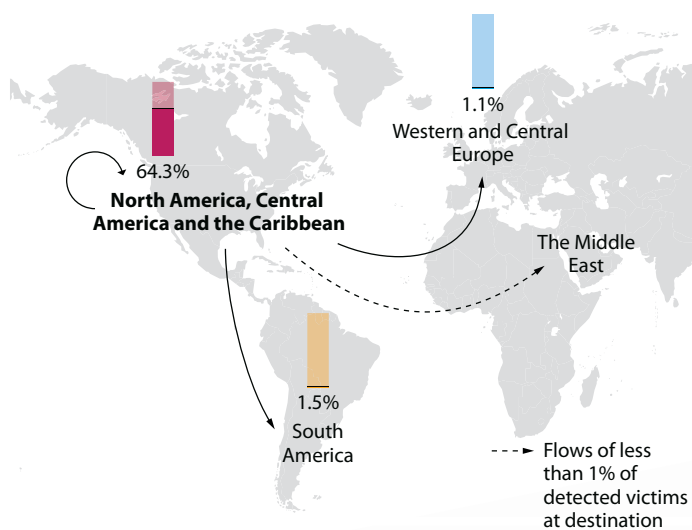 1.1%
Western and Central
Europe
64.3%
North America, Central
America and the Caribbean
The Middle
East
1.5%
South
America
Flows of less
than 1% of
detected victims
at destination